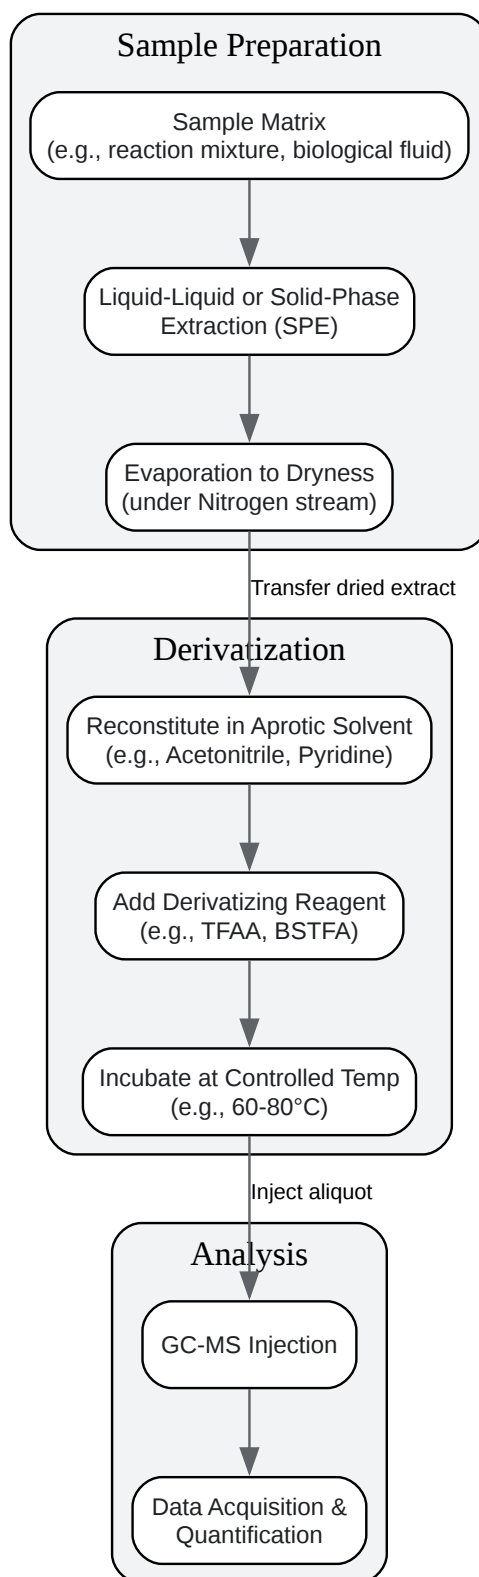 Sample Preparation
Sample Matrix
(e.g., reaction mixture, biological fluid)
Liquid-Liquid or Solid-Phase
Extraction (SPE)
Evaporation to Dryness
(under Nitrogen stream)
Transfer dried extract
Derivatization
Reconstitute in Aprotic Solvent
(e.g., Acetonitrile, Pyridine)
Add Derivatizing Reagent
(e.g., TFAA, BSTFA)
Incubate at Controlled Temp
(e.g., 60-80°C)
Inject aliquot
Analysis
GC-MS Injection
Data Acquisition &
Quantification